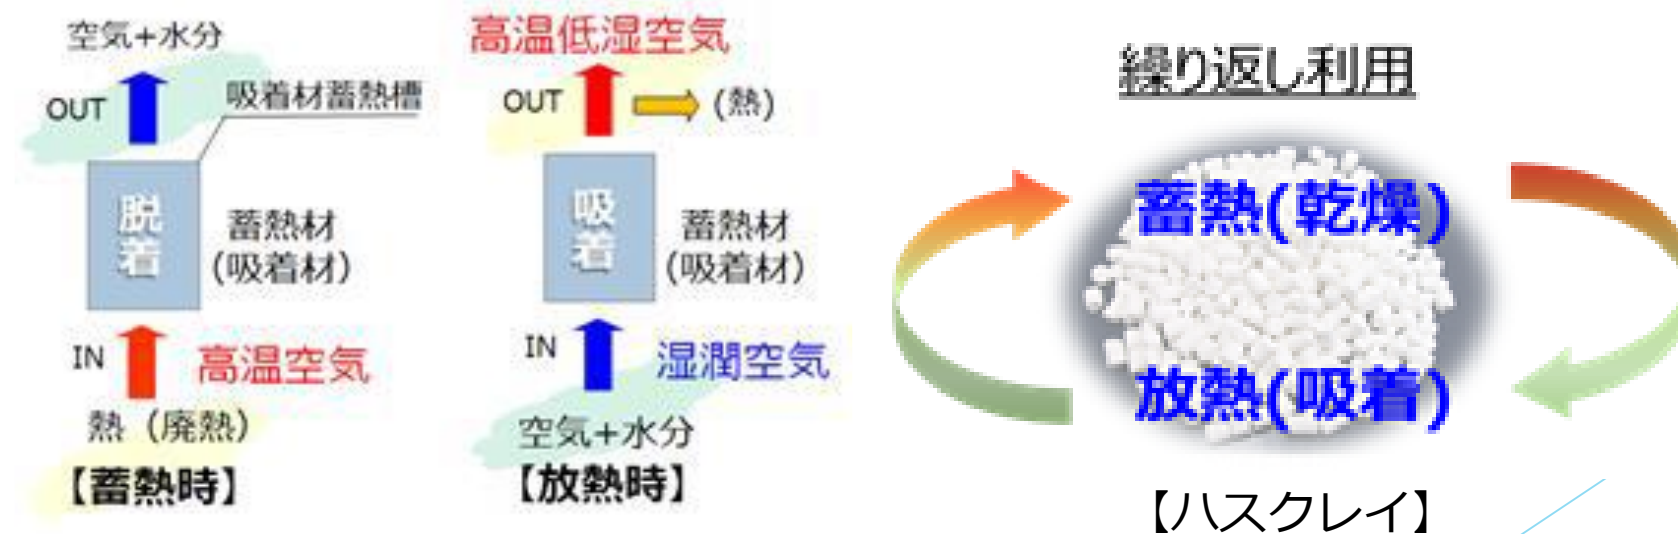 空気+水分
OUT
吸着材蓄熱槽
脱着
蓄熱材
(吸着材)
IN
高温空気
熱（廃熱）
【蓄熱時】
高温低湿空気
OUT
(熱)
吸着
蓄熱材
(吸着材)
IN
湿潤空気
空気+水分
【放熱時】
繰り返し利用
蓄熱(乾燥)
放熱(吸着)
【ハスクレイ】